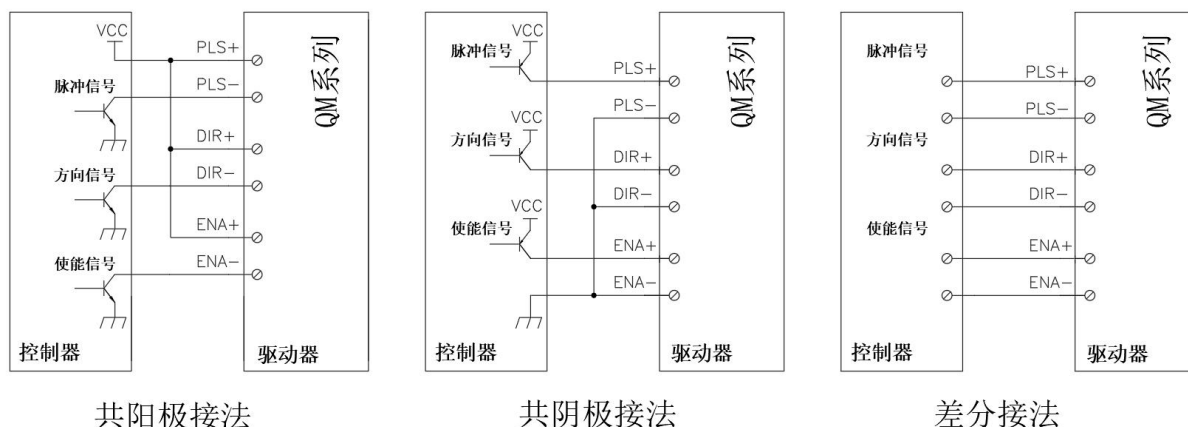 VCC
PLS+
脉冲信号
PLS-
DIR+
方向信号
DIR-
ENA+
使能信号
ENA-
QM系列
控制器
驱动器
共阳极接法
VCC
脉冲信号
PLS+
PLS-
VCC
方向信号
DIR+
DIR-
VCC
使能信号
ENA+
ENA-
QM系列
控制器
驱动器
共阴极接法
脉冲信号
PLS+
PLS-
方向信号
DIR+
DIR-
使能信号
ENA+
ENA-
QM系列
控制器
驱动器
差分接法